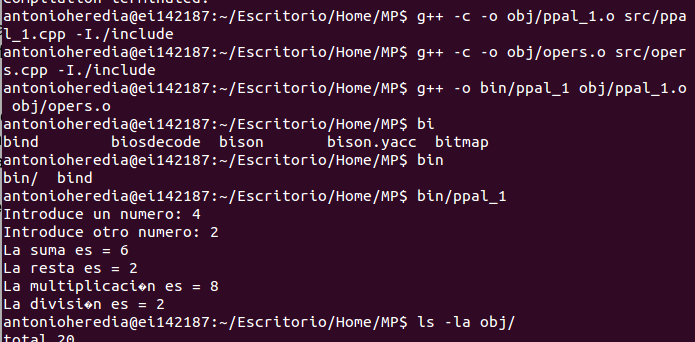 compilation terminated.
antonioheredia@ei142187:~/Escritorio/Home/MP$ g++ -c -o obj/ppal_1.o src/ppa
l_1.cpp -I./include
antonioheredia@ei142187:~/Escritorio/Home/MP$ g++ -c -o obj/opers.o src/oper
s.cpp -I./include
antonioheredia@ei142187:~/Escritorio/Home/MP$ g++ -o bin/ppal_1 obj/ppal_1.o
 obj/opers.o
antonioheredia@ei142187:~/Escritorio/Home/MP$ bi
bind        biosdecode  bison       bison.yacc  bitmap
antonioheredia@ei142187:~/Escritorio/Home/MP$ bin
bin/  bind
antonioheredia@ei142187:~/Escritorio/Home/MP$ bin/ppal_1
Introduce un numero: 4
Introduce otro numero: 2
La suma es = 6
La resta es = 2
La multiplicaci�n es = 8
La divisi�n es = 2
antonioheredia@ei142187:~/Escritorio/Home/MP$ ls -la obj/
total 20